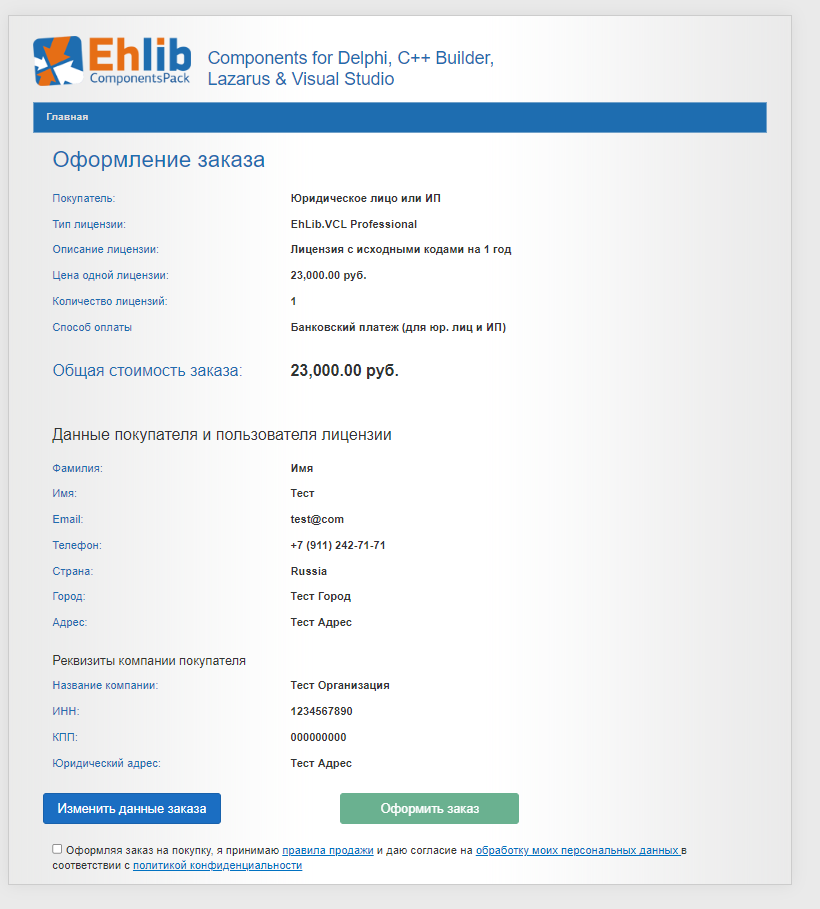 Ehlib
ComponentsPack
Components for Delphi, C++ Builder,
Lazarus & Visual Studio
Главная
Оформление заказа
Покупатель: Юридическое лицо или ИП
Тип лицензии: EhLib.VCL Professional
Описание лицензии: Лицензия с исходными кодами на 1 год
Цена одной лицензии: 23,000.00 руб.
Количество лицензий: 1
Способ оплаты Банковский платеж (для юр. лиц и ИП)
Общая стоимость заказа: 23,000.00 руб.
Данные покупателя и пользователя лицензии
Фамилия: Имя
Имя: Тест
Email: test@com
Телефон: +7 (911) 242-71-71
Страна: Russia
Город: Тест Город
Адрес: Тест Адрес
Реквизиты компании покупателя
Название компании: Тест Организация
ИНН: 1234567890
КПП: 000000000
Юридический адрес: Тест Адрес
Изменить данные заказа Оформить заказ
Оформляя заказ на покупку, я принимаю правила продажи и даю согласие на обработку моих персональных данных в
соответствии с политикой конфиденциальности